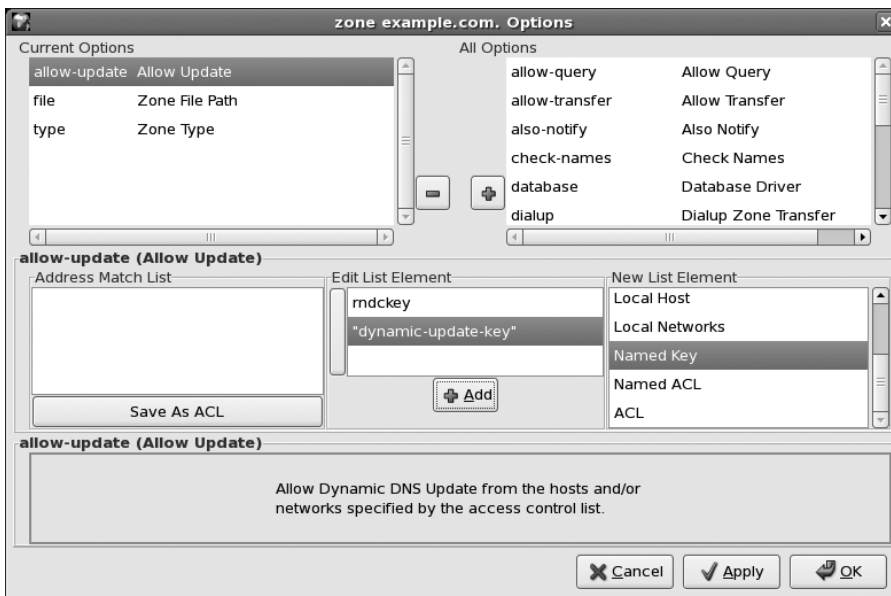 zone example.com. Options
Current Options
All Options
allow-update Allow Update
file Zone File Path
type Zone Type
allow-query Allow Query
allow-transfer Allow Transfer
also-notify Also Notify
check-names Check Names
database Database Driver
dialup Dialup Zone Transfer
allow-update (Allow Update)
Address Match List
Save As ACL
Edit List Element
rndckey
"dynamic-update-key"
Add
New List Element
Local Host
Local Networks
Named Key
Named ACL
ACL
allow-update (Allow Update)
Allow Dynamic DNS Update from the hosts and/or
networks specified by the access control list.
Cancel
Apply
OK